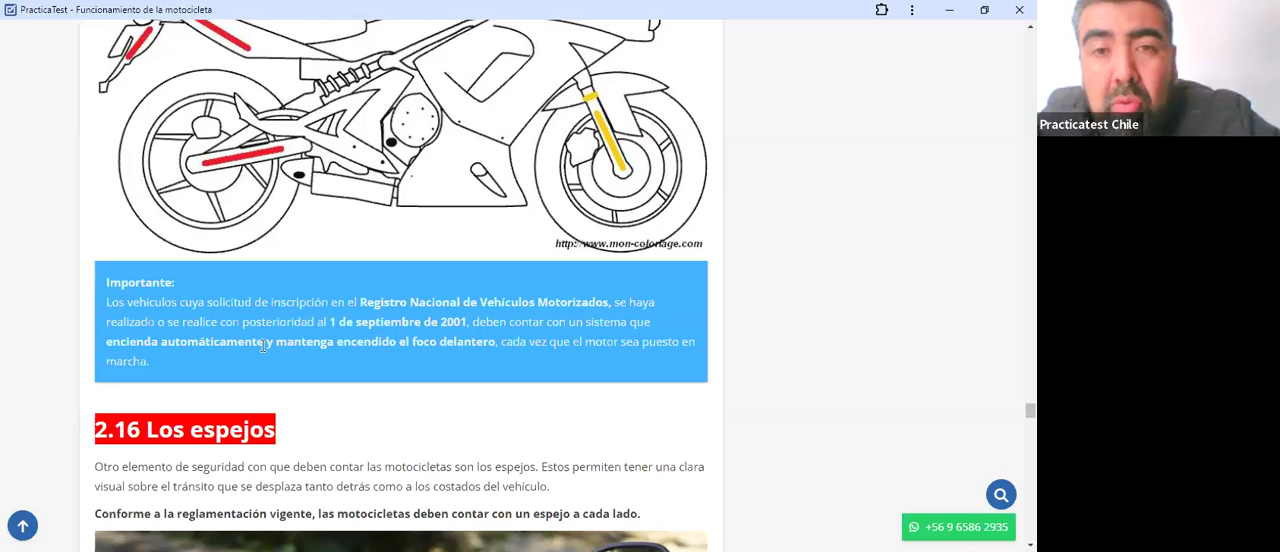 PracticaTest - Funcionamiento de la motocicleta
Practicatest Chile
http://www.mon-coloriage.com
Importante:
Los vehículos cuya solicitud de inscripción en el Registro Nacional de Vehículos Motorizados, se haya
realizado o se realice con posterioridad al 1 de septiembre de 2001, deben contar con un sistema que
encienda automáticamente y mantenga encendido el foco delantero, cada vez que el motor sea puesto en
marcha.
2.16 Los espejos
Otro elemento de seguridad con que deben contar las motocicletas son los espejos. Estos permiten tener una clara
visual sobre el tránsito que se desplaza tanto detrás como a los costados del vehículo.
Conforme a la reglamentación vigente, las motocicletas deben contar con un espejo a cada lado.
+56 9 6586 2935